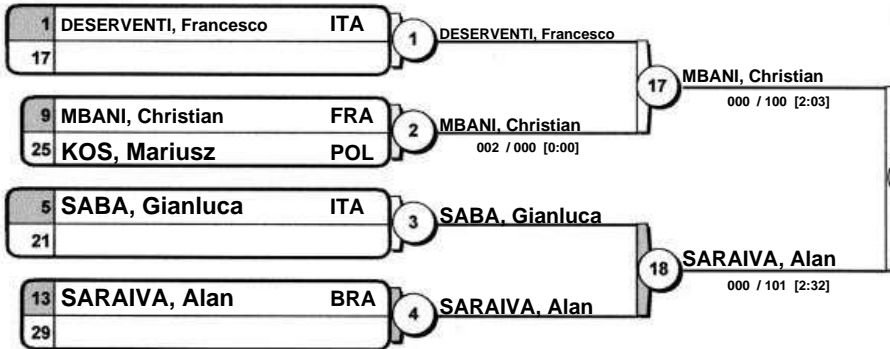 1 DESERVENTI, Francesco ITA
17
1
DESERVENTI, Francesco
9 MBANI, Christian FRA
25 KOS, Mariusz POL
2
MBANI, Christian
002 / 000 [0:00]
17
MBANI, Christian
000 / 100 [2:03]
5 SABA, Gianluca ITA
21
3
SABA, Gianluca
13 SARAIVA, Alan BRA
29
4
SARAIVA, Alan
18
SARAIVA, Alan
000 / 101 [2:32]